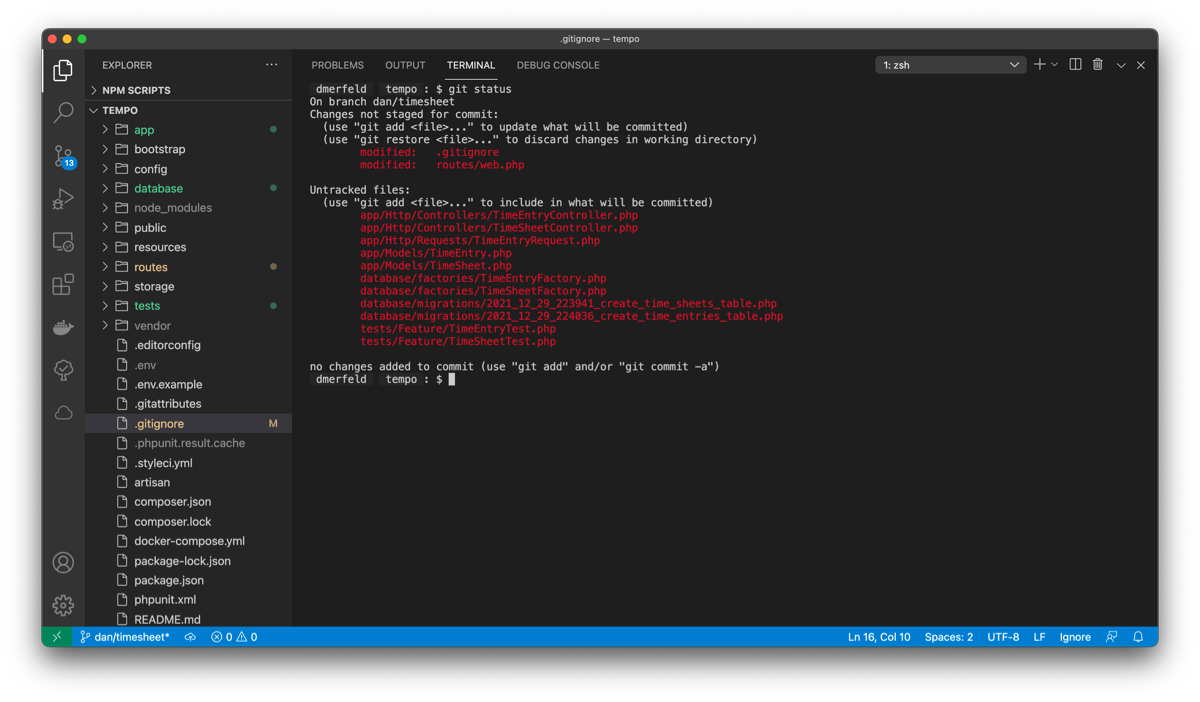 .gitignore — tempo
EXPLORER
NPM SCRIPTS
TEMPO
app
bootstrap
config
database
node_modules
public
resources
routes
storage
tests
vendor
.editorconfig
.env
.env.example
.gitattributes
.gitignore M
.phpunit.result.cache
.styleci.yml
artisan
composer.json
composer.lock
docker-compose.yml
package-lock.json
package.json
phpunit.xml
README.md
13
PROBLEMS OUTPUT TERMINAL DEBUG CONSOLE 1: zsh
dmerfeld tempo : $ git status
On branch dan/timesheet
Changes not staged for commit:
(use "git add <file>..." to update what will be committed)
(use "git restore <file>..." to discard changes in working directory)
modified: .gitignore
modified: routes/web.php
Untracked files:
(use "git add <file>..." to include in what will be committed)
app/Http/Controllers/TimeEntryController.php
app/Http/Controllers/TimeSheetController.php
app/Http/Requests/TimeEntryRequest.php
app/Models/TimeEntry.php
app/Models/TimeSheet.php
database/factories/TimeEntryFactory.php
database/factories/TimeSheetFactory.php
database/migrations/2021_12_29_223941_create_time_sheets_table.php
database/migrations/2021_12_29_224036_create_time_entries_table.php
tests/Feature/TimeEntryTest.php
tests/Feature/TimeSheetTest.php
no changes added to commit (use "git add" and/or "git commit -a")
dmerfeld tempo : $
dan/timesheet* 0 0 Ln 16, Col 10 Spaces: 2 UTF-8 LF Ignore